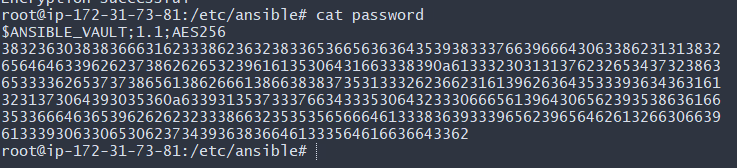 Encryption successful
root@ip-172-31-73-81:/etc/ansible# cat password
$ANSIBLE_VAULT;1.1;AES256
38323630383836663162333862363238336536656363643539383337663966643063386231313832
6564646339626237386262653239616135306431663338390a613332303131376232653437323863
65333362653737386561386266613866383837353133326236623161396263643533393634363161
3231373064393035360a633931353733376634333530643233306665613964306562393538636166
35336664636539626262323338663235353565666461333836393339656239656462613266306639
6133393063306530623734393638366461333564616636643362
root@ip-172-31-73-81:/etc/ansible#